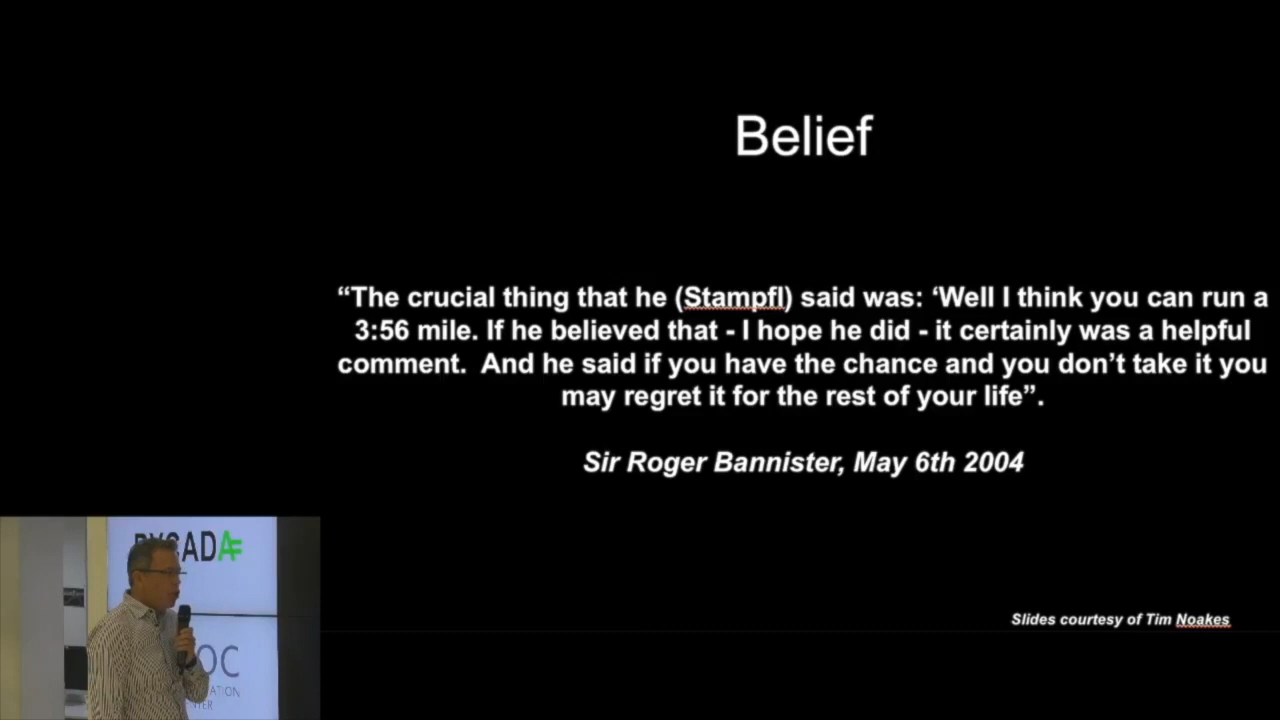 Belief
“The crucial thing that he (Stampfl) said was: ‘Well I think you can run a
3:56 mile. If he believed that - I hope he did - it certainly was a helpful
comment.  And he said if you have the chance and you don’t take it you
may regret it for the rest of your life”.
Sir Roger Bannister, May 6th 2004
Slides courtesy of Tim Noakes